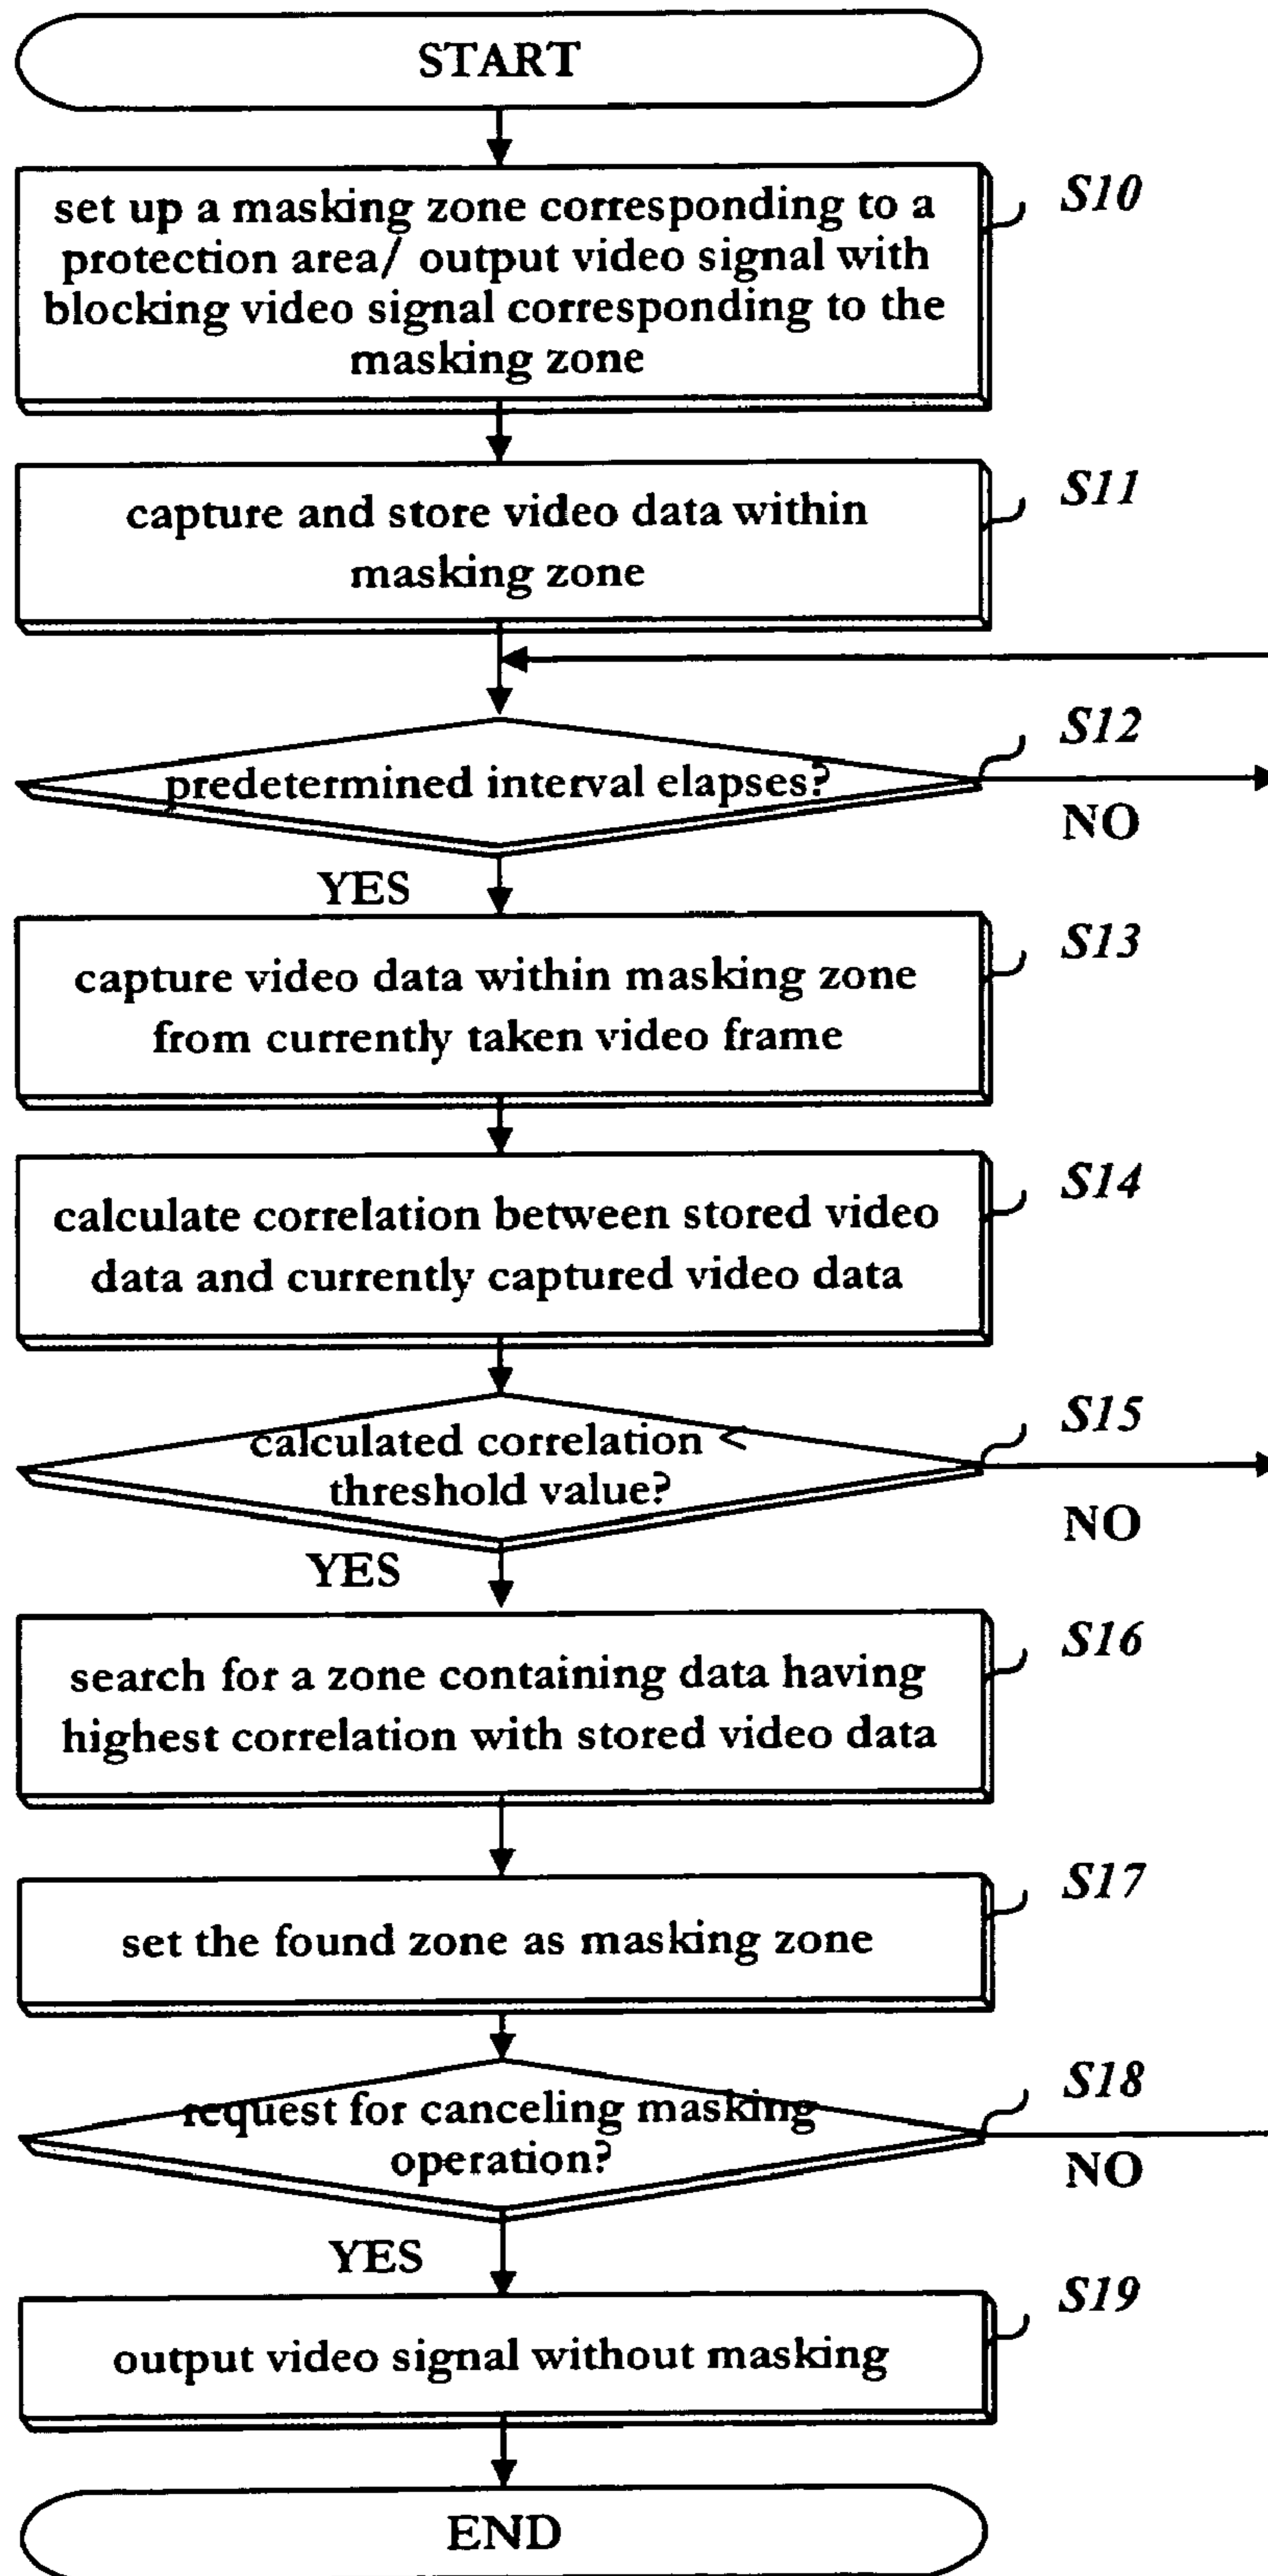 START
set up a masking zone corresponding to a
protection area/ output video signal with
blocking video signal corresponding to the
masking zone
S10
capture and store video data within
masking zone
S11
predetermined interval elapses?
S12
NO
YES
capture video data within masking zone
from currently taken video frame
S13
calculate correlation between stored video
data and currently captured video data
S14
calculated correlation <
threshold value?
S15
NO
YES
search for a zone containing data having
highest correlation with stored video data
S16
set the found zone as masking zone
S17
request for canceling masking
operation?
S18
NO
YES
output video signal without masking
S19
END